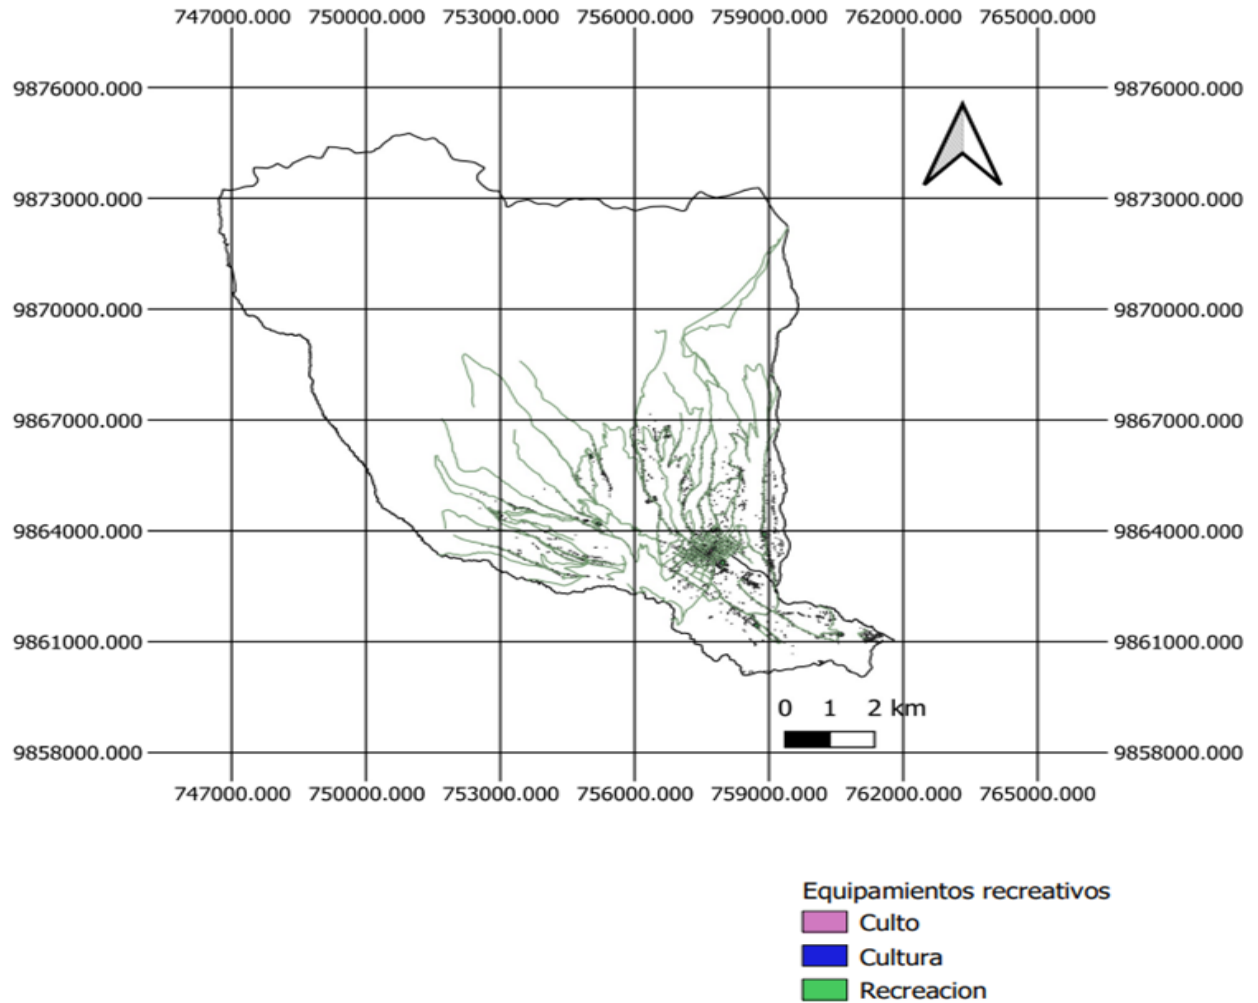 747000.000 750000.000 753000.000 756000.000 759000.000 762000.000 765000.000
9876000.000 9876000.000
9873000.000 9873000.000
9870000.000 9870000.000
9867000.000 9867000.000
9864000.000 9864000.000
9861000.000 9861000.000
0 1 2 km
9858000.000 9858000.000
747000.000 750000.000 753000.000 756000.000 759000.000 762000.000 765000.000
Equipamientos recreativos
Culto
Cultura
Recreacion